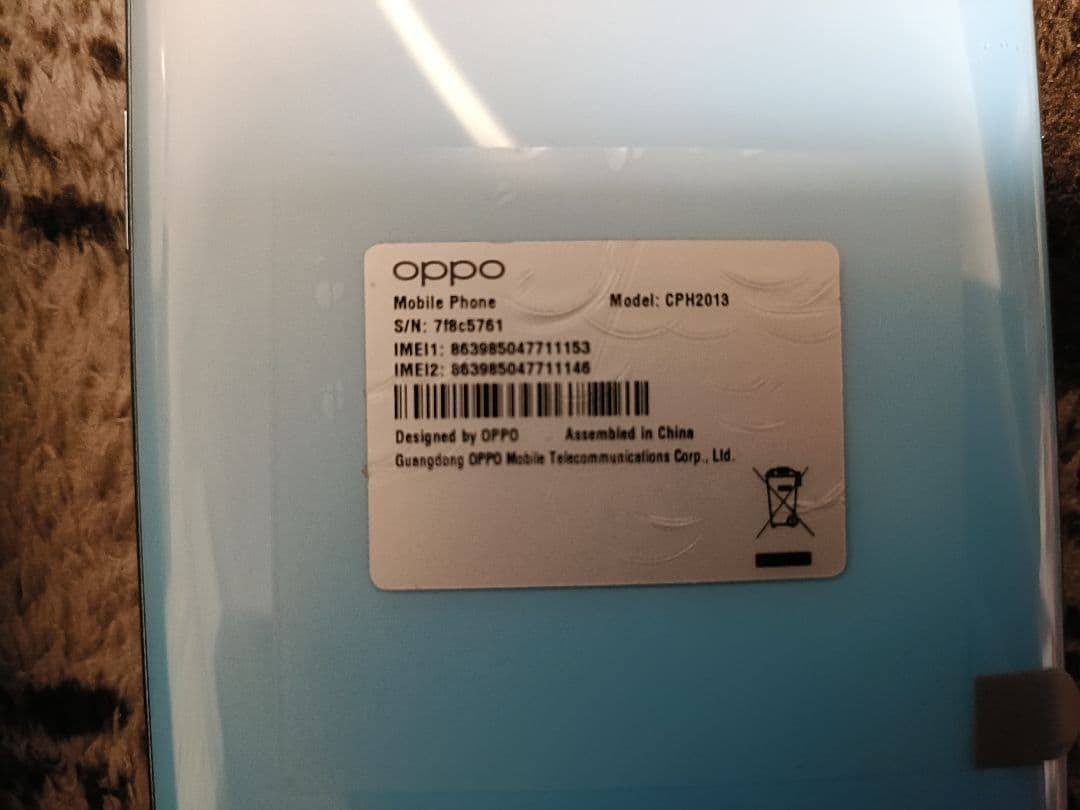 oppo
Mobile Phone Model: CPH2013
S/N: 7f8c5761
IMEI1: 863985047711153
IMEI2: 863985047711146
Designed by OPPO Assembled in China
Guangdong OPPO Mobile Telecommunications Corp., Ltd.